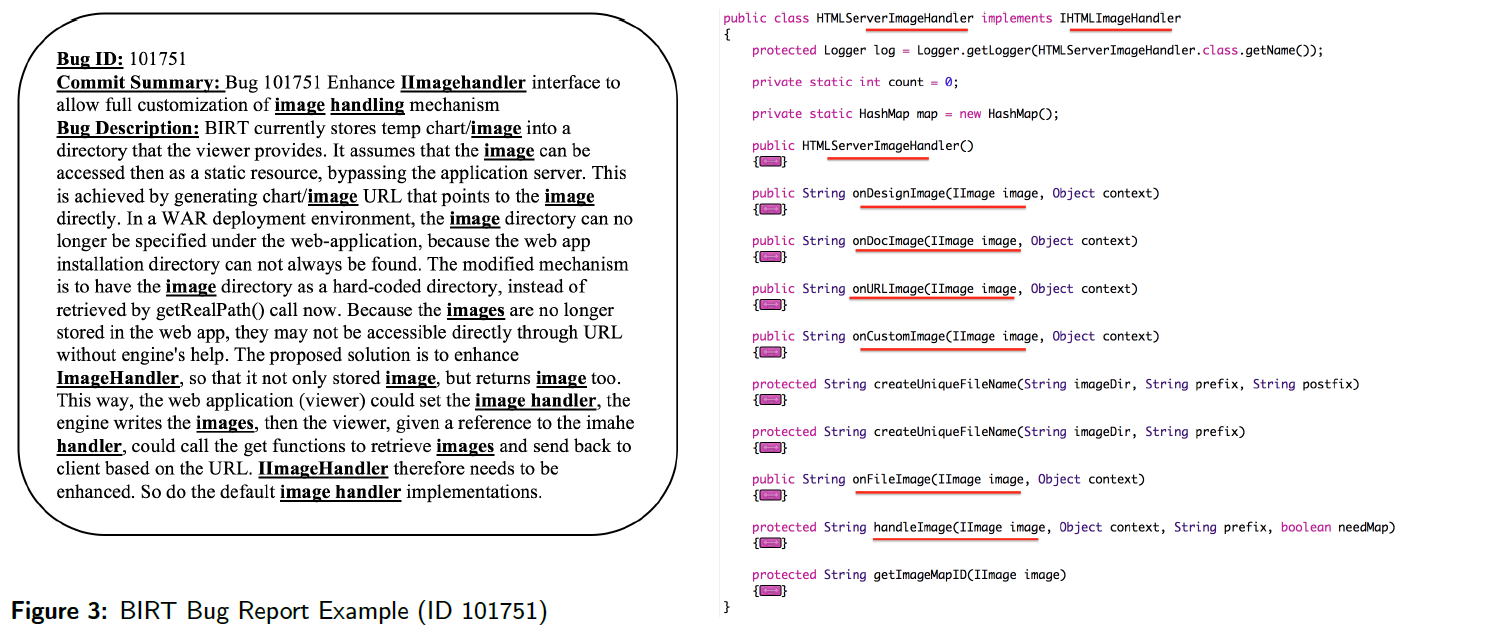 Bug ID: 101751
Commit Summary: Bug 101751 Enhance IImagehandler interface to
allow full customization of image handling mechanism
Bug Description: BIRT currently stores temp chart/image into a
directory that the viewer provides. It assumes that the image can be
accessed then as a static resource, bypassing the application server. This
is achieved by generating chart/image URL that points to the image
directly. In a WAR deployment environment, the image directory can no
longer be specified under the web-application, because the web app
installation directory can not always be found. The modified mechanism
is to have the image directory as a hard-coded directory, instead of
retrieved by getRealPath() call now. Because the images are no longer
stored in the web app, they may not be accessible directly through URL
without engine's help. The proposed solution is to enhance
ImageHandler, so that it not only stored image, but returns image too.
This way, the web application (viewer) could set the image handler, the
engine writes the images, then the viewer, given a reference to the imahe
handler, could call the get functions to retrieve images and send back to
client based on the URL. IImageHandler therefore needs to be
enhanced. So do the default image handler implementations.
Figure 3: BIRT Bug Report Example (ID 101751)
public class HTMLServerImageHandler implements IHTMLImageHandler
{
protected Logger log = Logger.getLogger(HTMLServerImageHandler.class.getName());
private static int count = 0;
private static HashMap map = new HashMap();
public HTMLServerImageHandler()
{}
public String onDesignImage(IImage image, Object context)
{}
public String onDocImage(IImage image, Object context)
{}
public String onURLImage(IImage image, Object context)
{}
public String onCustomImage(IImage image, Object context)
{}
protected String createUniqueFileName(String imageDir, String prefix, String postfix)
{}
protected String createUniqueFileName(String imageDir, String prefix)
{}
public String onFileImage(IImage image, Object context)
{}
protected String handleImage(IImage image, Object context, String prefix, boolean needMap)
{}
protected String getImageMapID(IImage image)
{}
}